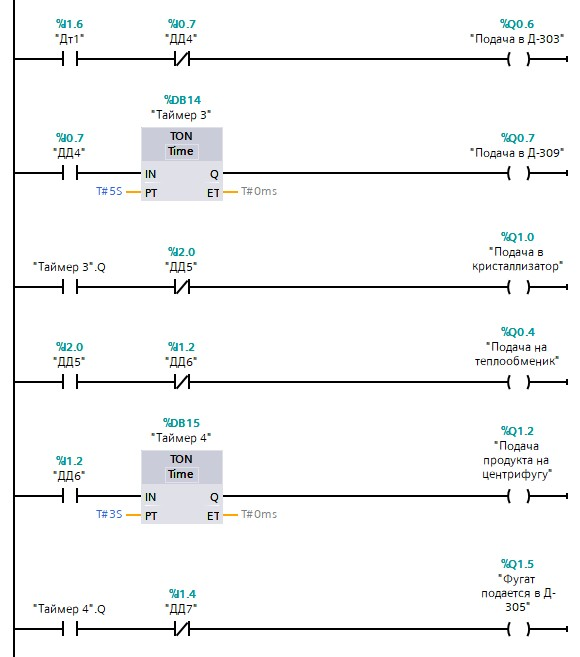 %I1.6 %I0.7 %Q0.6
"Дт1" "ДД4" "Подача в Д-303"
%DB14
"Таймер 3"
%I0.7 TON %Q0.7
"ДД4" Time "Подача в Д-309"
IN Q
T#5S PT ET T#0ms
%I2.0 %Q1.0
"Таймер 3".Q "ДД5" "Подача в
кристаллизатор"
%I2.0 %I1.2 %Q0.4
"ДД5" "ДД6" "Подача на
теплообменик"
%DB15
"Таймер 4"
%I1.2 TON %Q1.2
"ДД6" Time "Подача
продукта на
центрифугу"
IN Q
T#3S PT ET T#0ms
%I1.4 %Q1.5
"Таймер 4".Q "ДД7" "Фугат
подается в Д-
305"